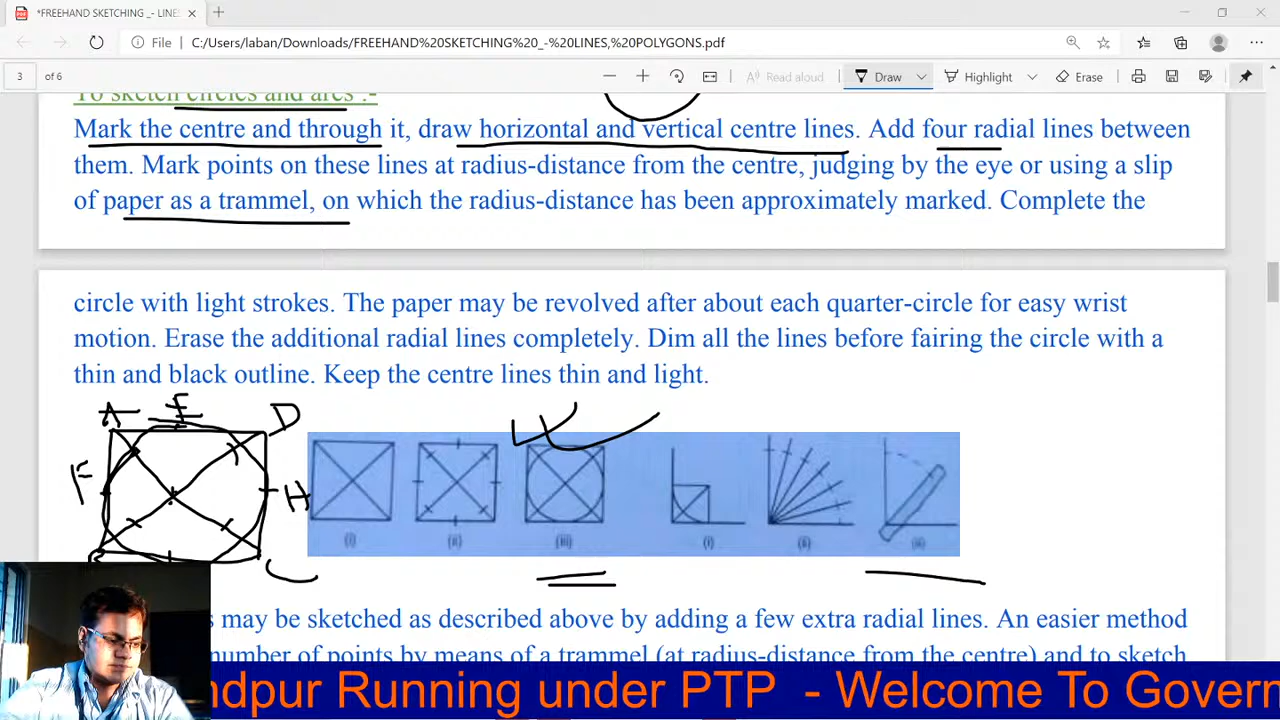 *FREEHAND SKETCHING _- LINES
File C:/Users/laban/Downloads/FREEHAND%20SKETCHING%20_-%20LINES,%20POLYGONS.pdf
3 of 6 Read aloud Draw Highlight Erase
To sketch circles and arcs :-
Mark the centre and through it, draw horizontal and vertical centre lines. Add four radial lines between
them. Mark points on these lines at radius-distance from the centre, judging by the eye or using a slip
of paper as a trammel, on which the radius-distance has been approximately marked. Complete the
circle with light strokes. The paper may be revolved after about each quarter-circle for easy wrist
motion. Erase the additional radial lines completely. Dim all the lines before fairing the circle with a
thin and black outline. Keep the centre lines thin and light.
A E D
F H
C
(i) (ii) (iii) (i) (ii)
may be sketched as described above by adding a few extra radial lines. An easier method
number of points by means of a trammel (at radius-distance from the centre) and to sketch
ndpur Running under PTP - Welcome To Govern